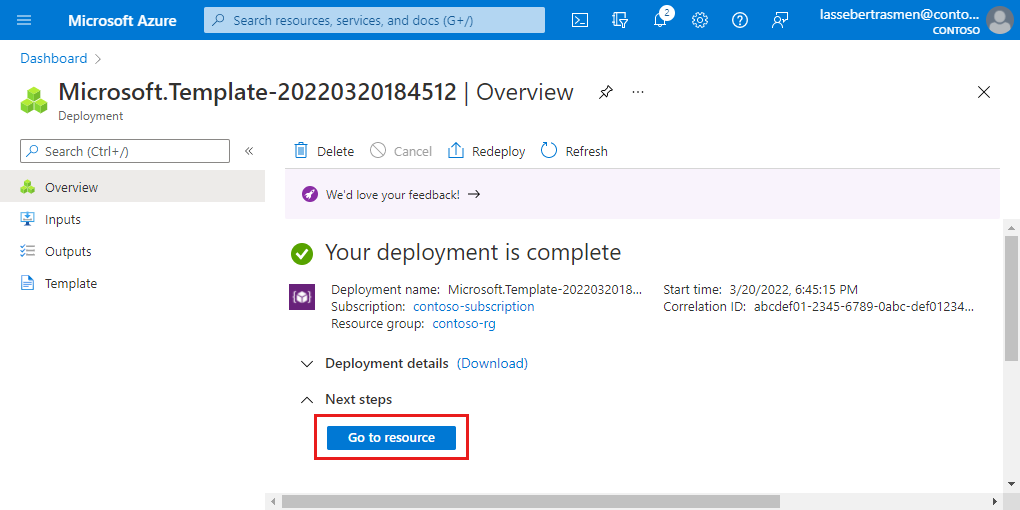 Microsoft Azure
Search resources, services, and docs (G+/)
2
lassebertrasmen@conto...
CONTOSO
Dashboard
Microsoft.Template-20220320184512 | Overview
...
Deployment
Search (Ctrl+/)
«
Delete
Cancel
Redeploy
Refresh
Overview
Inputs
Outputs
Template
We'd love your feedback! →
Your deployment is complete
Deployment name: Microsoft.Template-2022032018...
Subscription: contoso-subscription
Resource group: contoso-rg
Start time: 3/20/2022, 6:45:15 PM
Correlation ID: abcdef01-2345-6789-0abc-def01234...
Deployment details (Download)
Next steps
Go to resource